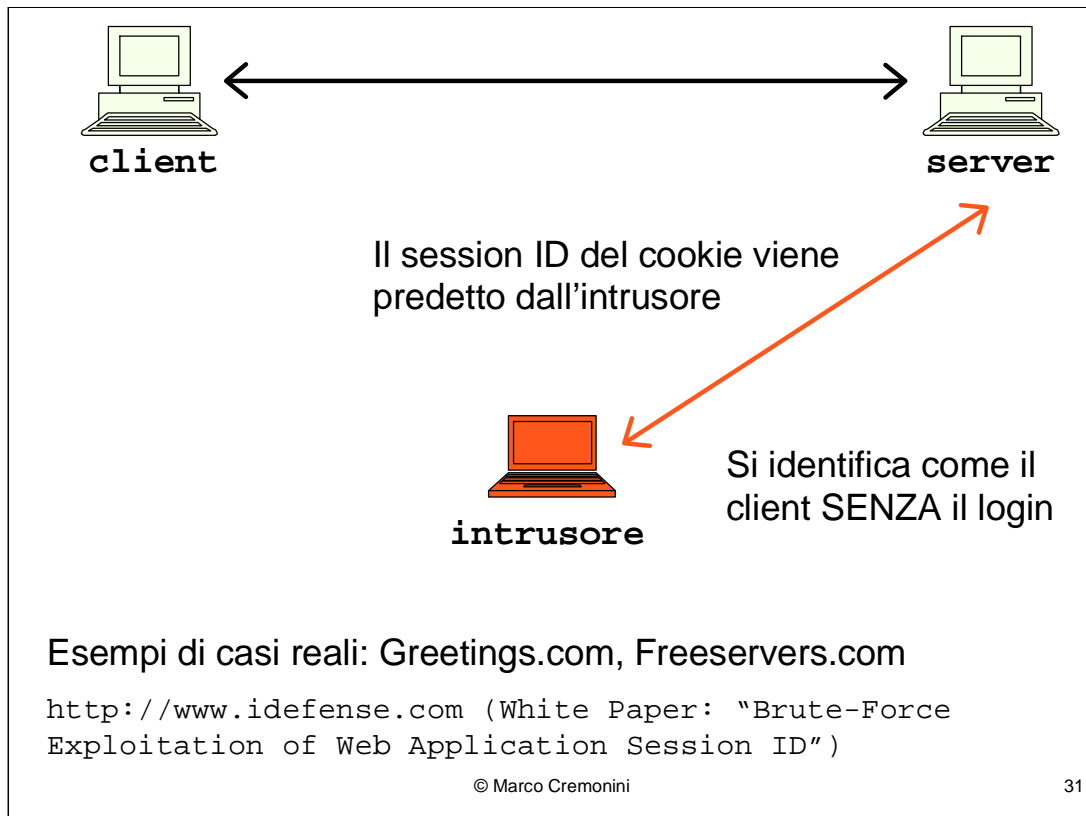 client
server
Il session ID del cookie viene
predetto dall’intrusore
Si identifica come il
client SENZA il login
intrusore
Esempi di casi reali: Greetings.com, Freeservers.com
http://www.idefense.com (White Paper: “Brute-Force
Exploitation of Web Application Session ID”)
© Marco Cremonini
31